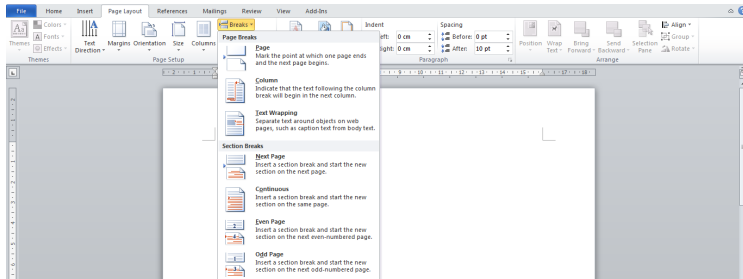 File Home Insert Page Layout References Mailings Review View Add-Ins
Colors
Fonts
Effects
Themes
Text Direction
Margins
Orientation
Size
Columns
Breaks
Page Setup
Page Breaks
Page
Mark the point at which one page ends
and the next page begins.
Column
Indicate that the text following the column
break will begin in the next column.
Text Wrapping
Separate text around objects on web
pages, such as caption text from body text.
Section Breaks
Next Page
Insert a section break and start the new
section on the next page.
Continuous
Insert a section break and start the new
section on the same page.
Even Page
Insert a section break and start the new
section on the next even-numbered page.
Odd Page
Insert a section break and start the new
section on the next odd-numbered page.
Indent
0 cm
0 cm
Spacing
Before: 0 pt
After: 10 pt
Paragraph
Position
Wrap Text
Bring Forward
Send Backward
Selection Pane
Align
Group
Rotate
Arrange